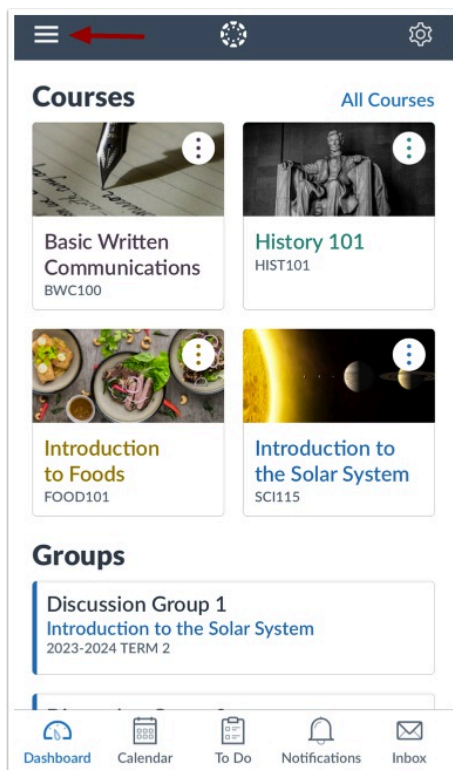 Courses
All Courses
Basic Written
Communications
BWC100
History 101
HIST101
Introduction
to Foods
FOOD101
Introduction to
the Solar System
SCI115
Groups
Discussion Group 1
Introduction to the Solar System
2023-2024 TERM 2
Dashboard
Calendar
To Do
Notifications
Inbox